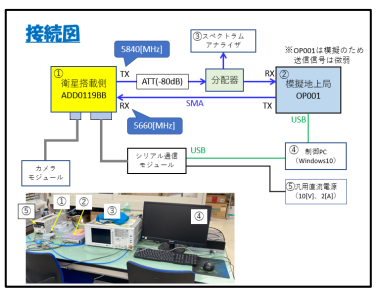 接続図
③スペクトラム
アナライザ
5840[MHz]
※OP001は模擬のため
送信信号は微弱
①
衛星搭載側
ADD0119BB
TX
ATT(-80dB)
分配器
RX
②
模擬地上局
OP001
RX
SMA
TX
5660[MHz]
USB
カメラ
モジュール
シリアル通信
モジュール
USB
④ 制御PC
(Windows10)
⑤汎用直流電源
(10[V]、2[A])
⑤
①
②
③
④